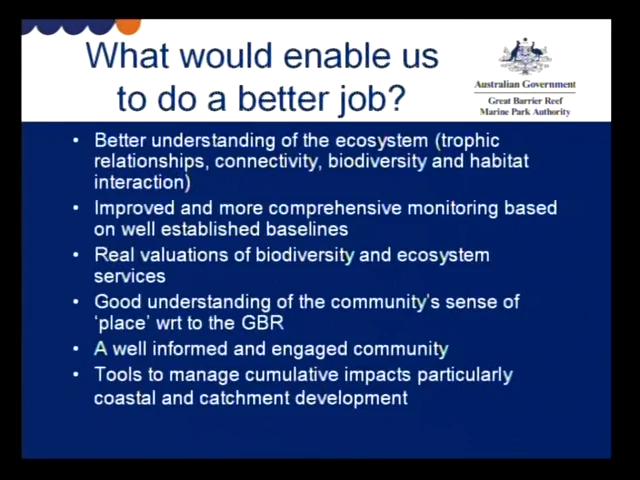 What would enable us
to do a better job?
Australian Government
Great Barrier Reef
Marine Park Authority
• Better understanding of the ecosystem (trophic
relationships, connectivity, biodiversity and habitat
interaction)
• Improved and more comprehensive monitoring based
on well established baselines
• Real valuations of biodiversity and ecosystem
services
• Good understanding of the community's sense of
'place' wrt to the GBR
• A well informed and engaged community
• Tools to manage cumulative impacts particularly
coastal and catchment development